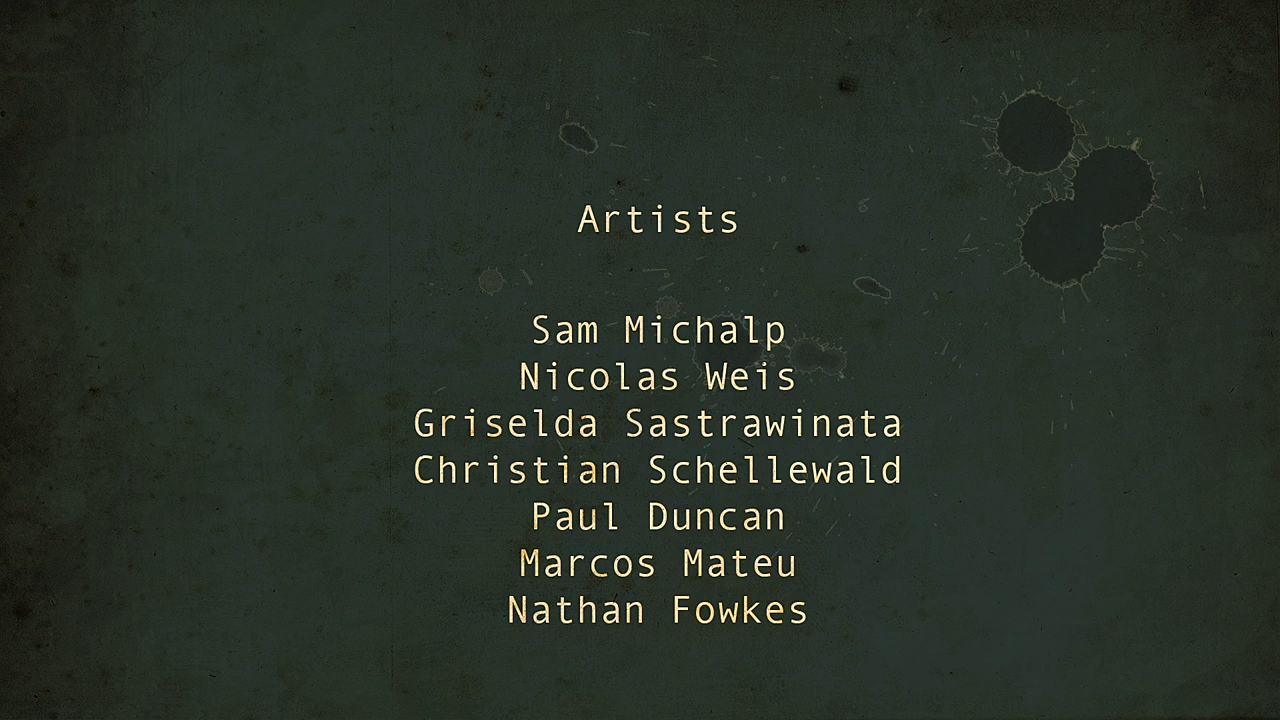 Artists
Sam Michalp
Nicolas Weis
Griselda Sastrawinata
Christian Schellewald
Paul Duncan
Marcos Mateu
Nathan Fowkes